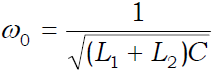 ω₀ = 1 / √((L₁ + L₂)C)